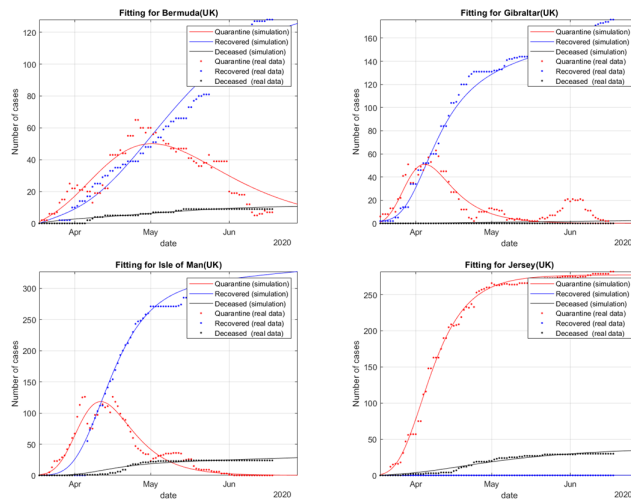 Fitting for Bermuda(UK)
Number of cases
120
100
80
60
40
20
0
Quarantine (simulation)
Recovered (simulation)
Deceased (simulation)
Quarantine (real data)
Recovered (real data)
Deceased  (real data)
Apr
May
Jun
date
2020
Fitting for Gibraltar(UK)
Number of cases
160
140
120
100
80
60
40
20
0
Quarantine (simulation)
Recovered (simulation)
Deceased (simulation)
Quarantine (real data)
Recovered (real data)
Deceased  (real data)
Apr
May
Jun
date
2020
Fitting for Isle of Man(UK)
Number of cases
300
250
200
150
100
50
0
Quarantine (simulation)
Recovered (simulation)
Deceased (simulation)
Quarantine (real data)
Recovered (real data)
Deceased  (real data)
Apr
May
Jun
date
2020
Fitting for Jersey(UK)
Number of cases
250
200
150
100
50
0
Quarantine (simulation)
Recovered (simulation)
Deceased (simulation)
Quarantine (real data)
Recovered (real data)
Deceased  (real data)
Apr
May
Jun
date
2020